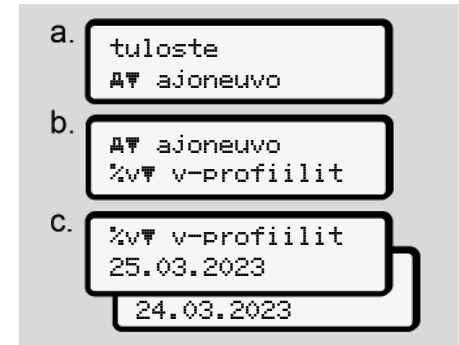 a.
tuloste
A▼ ajoneuvo
b.
A▼ ajoneuvo
%v▼ v-profiilit
c.
%v▼ v-profiilit
25.03.2023
24.03.2023